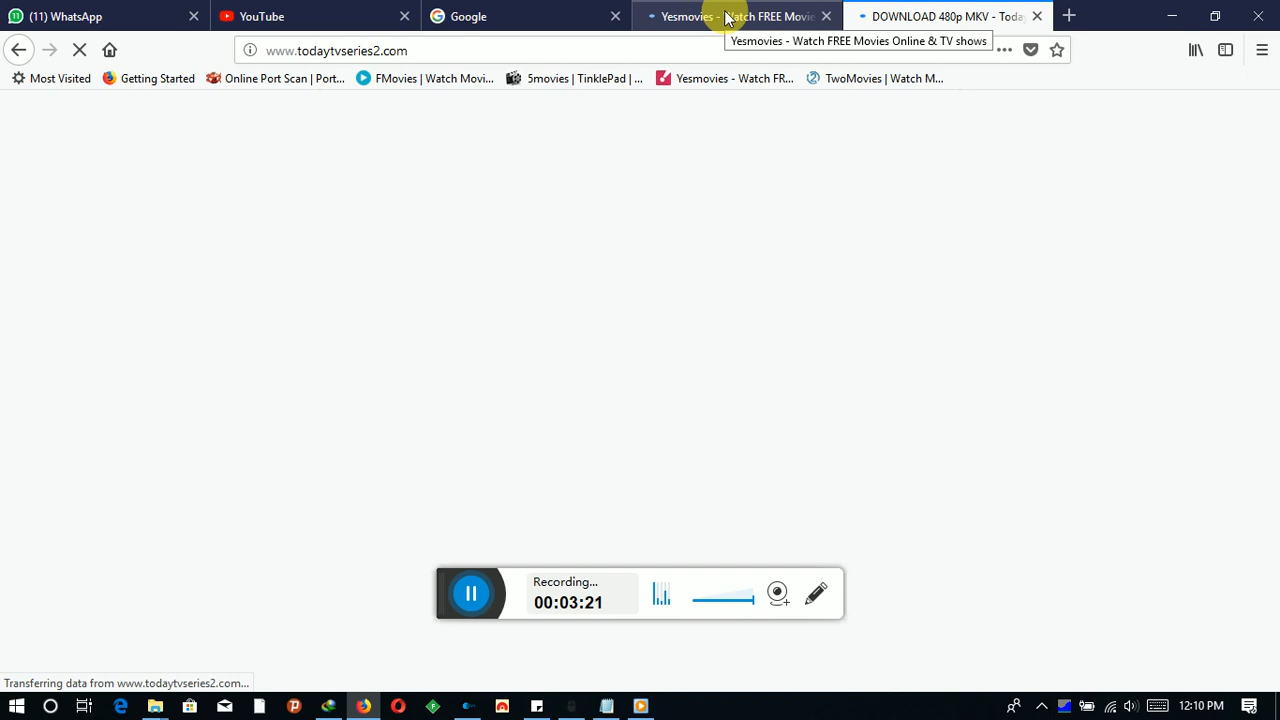 (11) WhatsApp
YouTube
Google
Yesmovies - Watch FREE Movie
DOWNLOAD 480p MKV - Toda
www.todaytvseries2.com
Yesmovies - Watch FREE Movies Online & TV shows
Most Visited
Getting Started
Online Port Scan | Port...
FMovies | Watch Movi...
5movies | TinklePad | ...
Yesmovies - Watch FR...
TwoMovies | Watch M...
Recording...
00:03:21
Transferring data from www.todaytvseries2.com...
12:10 PM